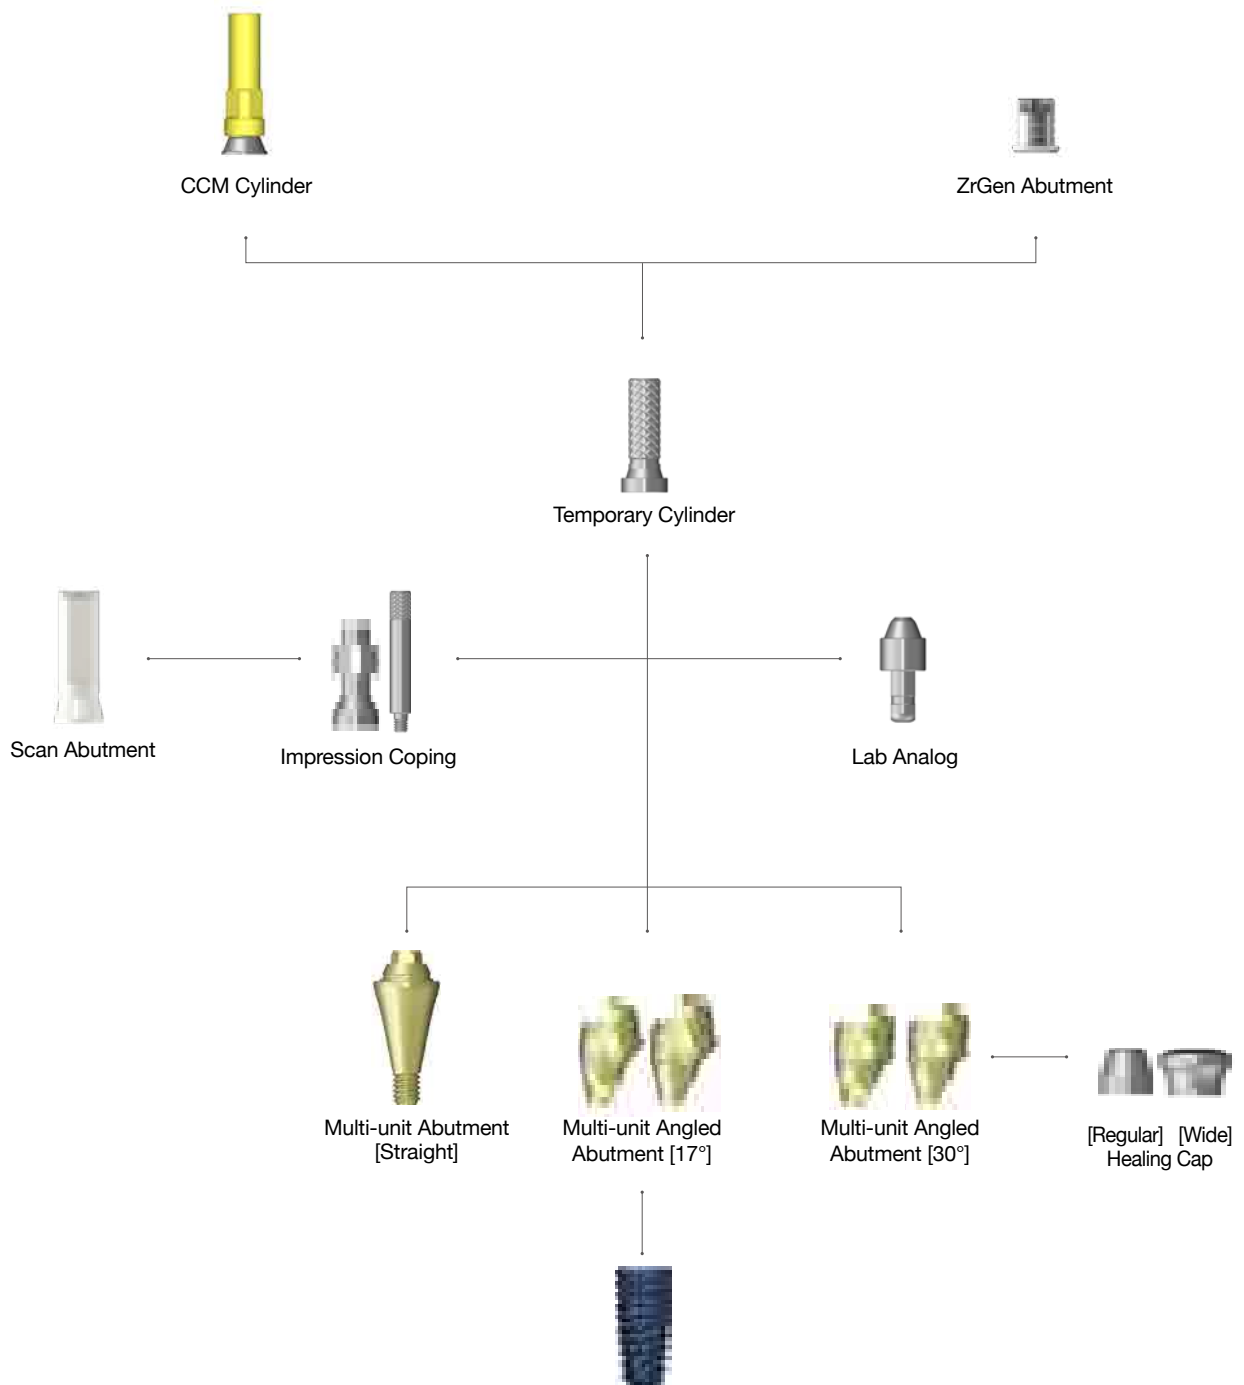 CCM Cylinder
ZrGen Abutment
Temporary Cylinder
Scan Abutment
Impression Coping
Lab Analog
Multi-unit Abutment
[Straight]
Multi-unit Angled
Abutment [17°]
Multi-unit Angled
Abutment [30°]
[Regular] [Wide]
Healing Cap